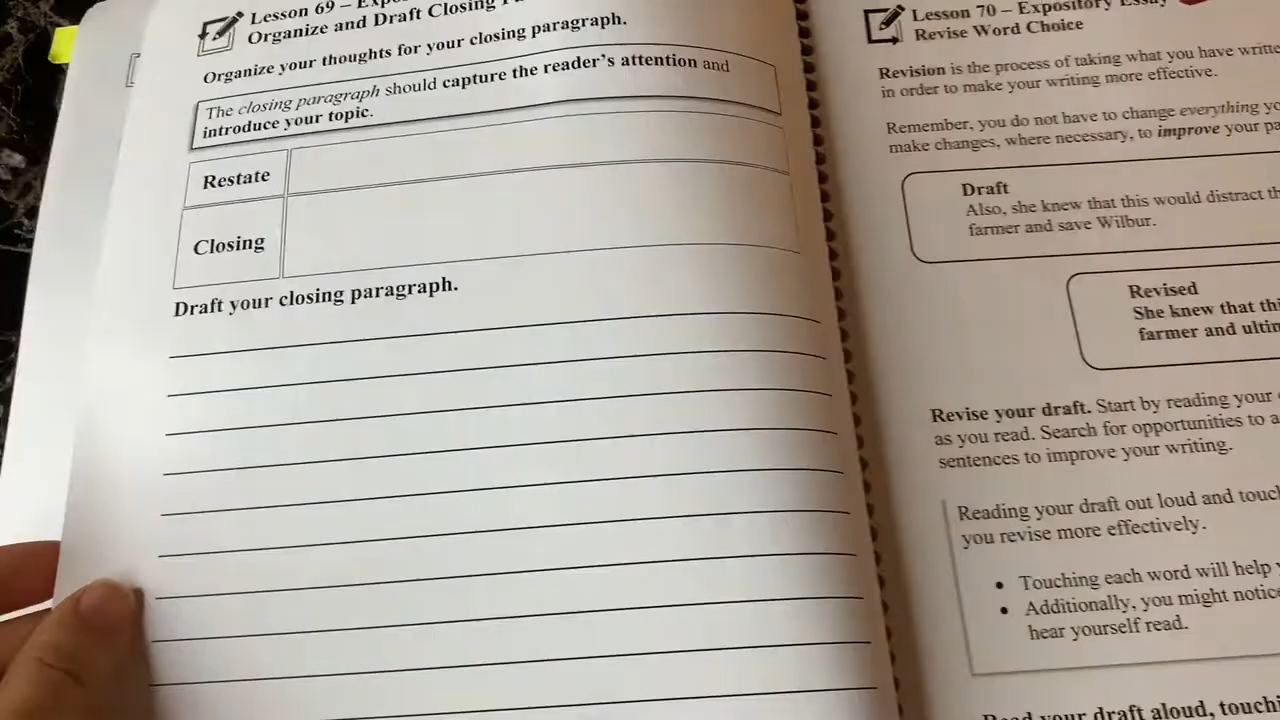 Lesson 69 – Expo
Organize and Draft Closing
Organize your thoughts for your closing paragraph.
The closing paragraph should capture the reader's attention and
introduce your topic.
Restate
Closing
Draft your closing paragraph.
Lesson 70 – Expository Essay
Revise Word Choice
Revision is the process of taking what you have writte
in order to make your writing more effective.
Remember, you do not have to change everything yo
make changes, where necessary, to improve your pa
Draft
Also, she knew that this would distract th
farmer and save Wilbur.
Revised
She knew that thi
farmer and ultin
Revise your draft. Start by reading your
as you read. Search for opportunities to a
sentences to improve your writing.
Reading your draft out loud and touc
you revise more effectively.
• Touching each word will help y
• Additionally, you might notice
hear yourself read.
Read your draft aloud, touchi